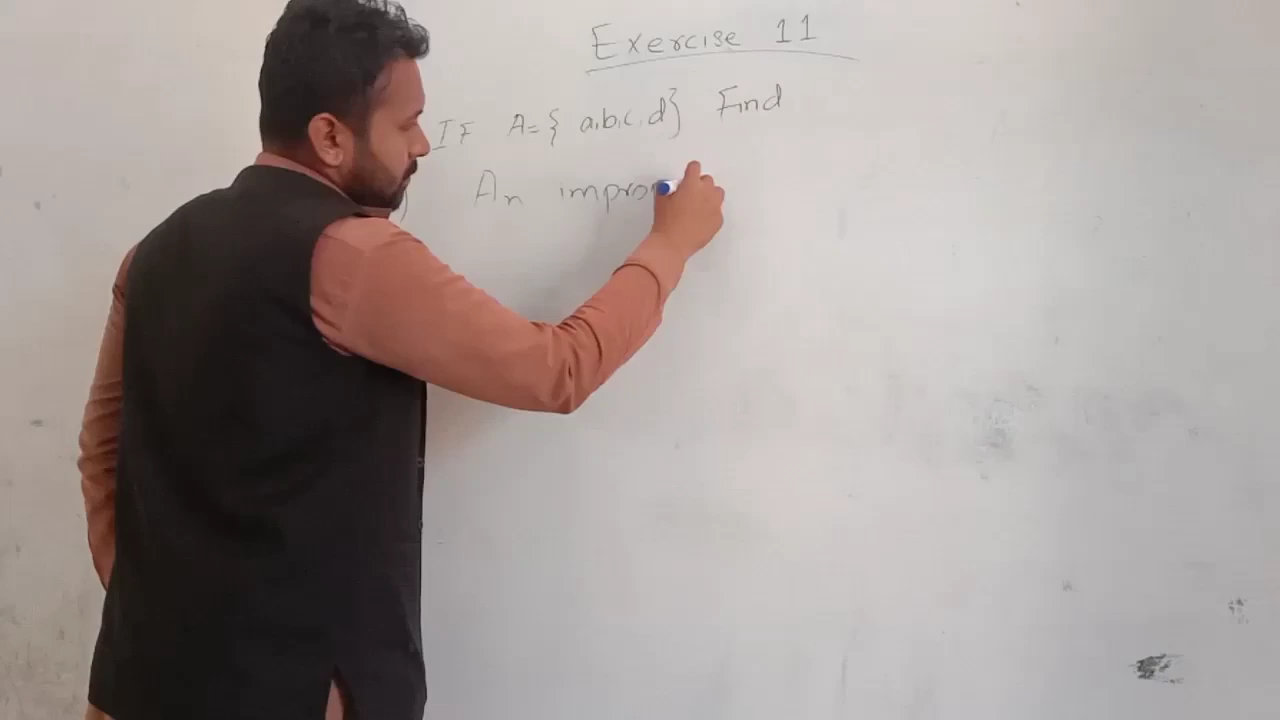 Exercise 11
IF A={ a,b,c,d} Find
) An impro